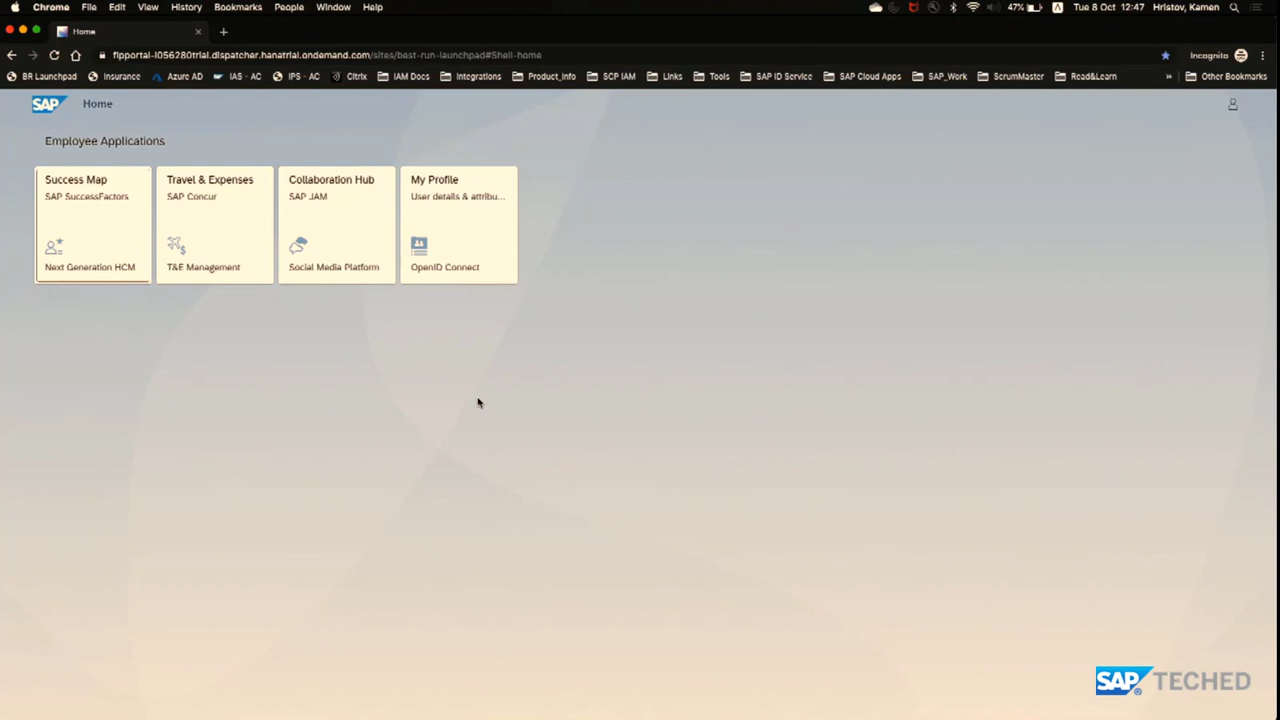 Chrome File Edit View History Bookmarks People Window Help 47% A Tue 8 Oct 12:47 Hristov, Kamen
Home
flpportal-i056280trial.dispatcher.hanatrial.ondemand.com/sites/best-run-launchpad#Shell-home Incognito
BR Launchpad Insurance Azure AD IAS - AC IPS - AC Citrix IAM Docs Integrations Product_Info SCP IAM Links Tools SAP ID Service SAP Cloud Apps SAP_Work ScrumMaster Read&Learn » Other Bookmarks
SAP Home
Employee Applications
Success Map
SAP SuccessFactors
Next Generation HCM
Travel & Expenses
SAP Concur
T&E Management
Collaboration Hub
SAP JAM
Social Media Platform
My Profile
User details & attribu...
OpenID Connect
SAP® TECHED